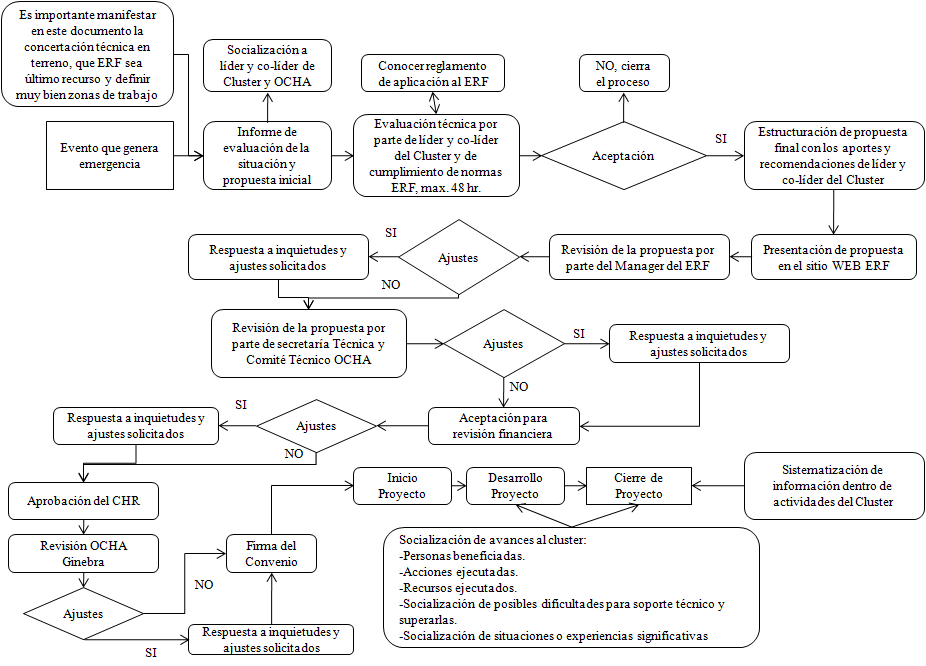 Es importante manifestar
en este documento la
concertación técnica en
terreno, que ERF sea
último recurso y definir
muy bien zonas de trabajo
Socialización a
líder y co-líder de
Cluster y OCHA
Conocer reglamento
de aplicación al ERF
NO, cierra
el proceso
Evento que genera
emergencia
Informe de
evaluación de la
situación y
propuesta inicial
Evaluación técnica por
parte de líder y co-líder
del Cluster y de
cumplimiento de normas
ERF, max. 48 hr.
Aceptación
SI
Estructuración de propuesta
final con los aportes y
recomendaciones de líder y
co-líder del Cluster
Respuesta a inquietudes y
ajustes solicitados
SI
Ajustes
NO
Revisión de la propuesta por
parte del Manager del ERF
Presentación de propuesta
en el sitio WEB ERF
Revisión de la propuesta por
parte de secretaría Técnica y
Comité Técnico OCHA
Ajustes
SI
NO
Respuesta a inquietudes y
ajustes solicitados
Respuesta a inquietudes y
ajustes solicitados
SI
Ajustes
NO
Aceptación para
revisión financiera
Aprobación del CHR
Inicio
Proyecto
Desarrollo
Proyecto
Cierre de
Proyecto
Sistematización de
información dentro de
actividades del Cluster
Revisión OCHA
Ginebra
Firma del
Convenio
Ajustes
NO
SI
Respuesta a inquietudes y
ajustes solicitados
Socialización de avances al cluster:
-Personas beneficiadas.
-Acciones ejecutadas.
-Recursos ejecutados.
-Socialización de posibles dificultades para soporte técnico y
superarlas.
-Socialización de situaciones o experiencias significativas